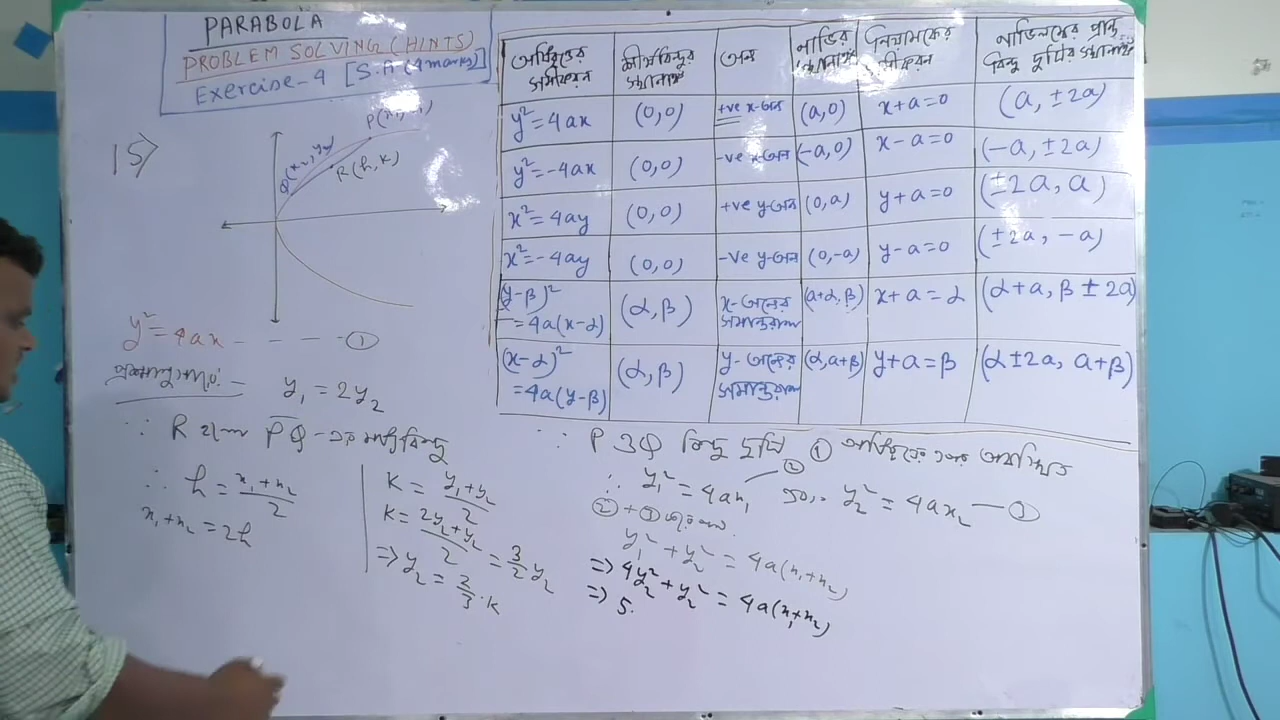 PARABOLA
PROBLEM SOLVING (HINTS)
Exercise-4 [S.A (4 marks)]
15)
Q(x₂, y₂)
R(h, k)
y² = 4ax - - - - ①
প্রশ্নানুসারে - y₁ = 2y₂
∵ R হল PQ-এর মধ্যবিন্দু
∴ h = (x₁+x₂)/2
x₁+x₂ = 2h
K = (y₁+y₂)/2
K = (2y₂+y₂)/2 = 3/2 y₂
⇒ y₂ = 2/3 · K
অধিবৃত্তের সমীকরণ | শীর্ষবিন্দুর স্থানাঙ্ক | অক্ষ | নাভির স্থানাঙ্ক | নিয়ামকের সমীকরণ | নাভিলম্বের প্রান্ত বিন্দু দুটির স্থানাঙ্ক
y² = 4ax | (0,0) | +ve x-অক্ষ | (a,0) | x+a=0 | (a, ±2a)
y² = -4ax | (0,0) | -ve x-অক্ষ | (-a,0) | x-a=0 | (-a, ±2a)
x² = 4ay | (0,0) | +ve y-অক্ষ | (0,a) | y+a=0 | (±2a, a)
x² = -4ay | (0,0) | -ve y-অক্ষ | (0,-a) | y-a=0 | (±2a, -a)
(y-β)² = 4a(x-α) | (α,β) | x-অক্ষের সমান্তরাল | (a+α, β) | x+a=α | (α+a, β±2a)
(x-α)² = 4a(y-β) | (α,β) | y-অক্ষের সমান্তরাল | (α, a+β) | y+a=β | (α±2a, a+β)
∵ P ও Q বিন্দু দুটি ① অধিবৃত্তের ওপর অবস্থিত
∴ y₁² = 4ax₁ - ② এবং y₂² = 4ax₂ - ③
② + ③
y₁² + y₂² = 4a(x₁+x₂)
⇒ 4y₂² + y₂² = 4a(x₁+x₂)
⇒ 5